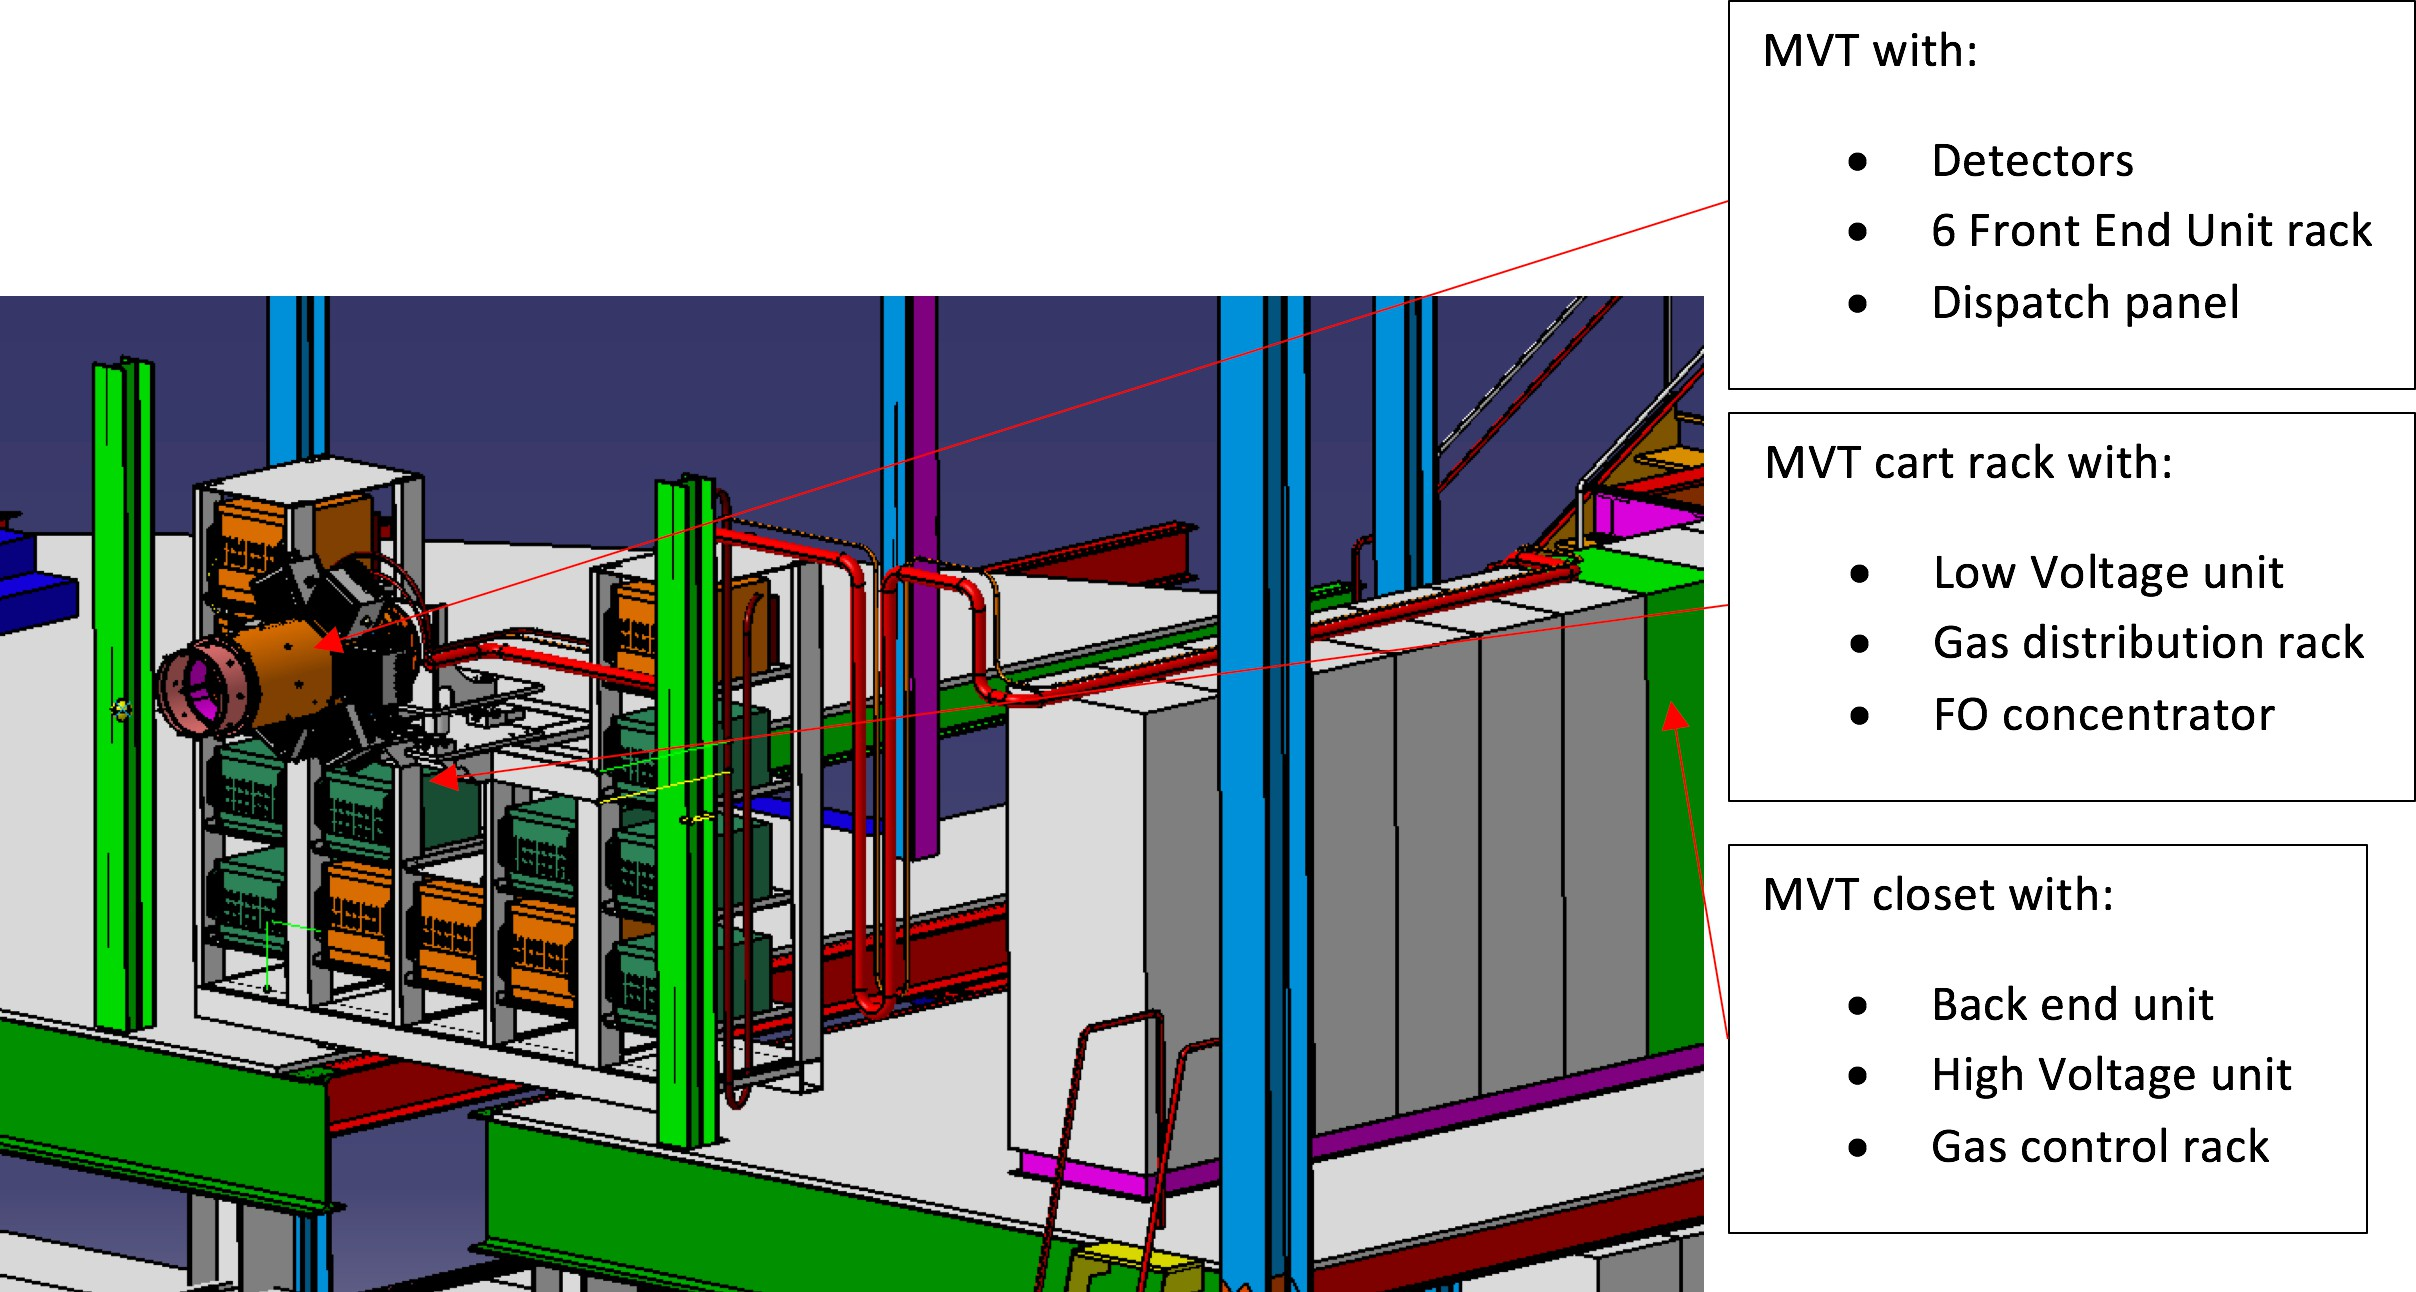 MVT with:
• Detectors
• 6 Front End Unit rack
• Dispatch panel
MVT cart rack with:
• Low Voltage unit
• Gas distribution rack
• FO concentrator
MVT closet with:
• Back end unit
• High Voltage unit
• Gas control rack